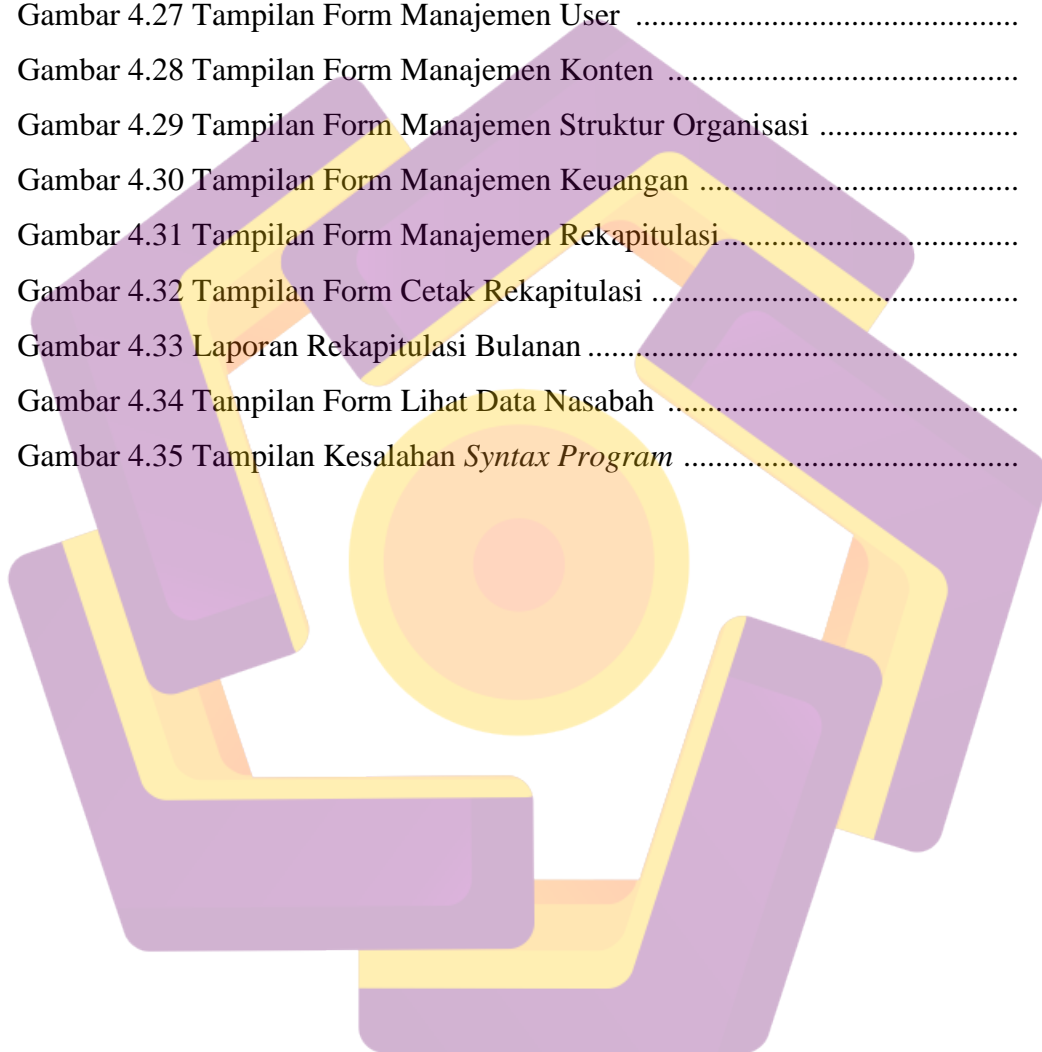 Gambar 4.27 Tampilan Form Manajemen User ................................................
Gambar 4.28 Tampilan Form Manajemen Konten ............................................
Gambar 4.29 Tampilan Form Manajemen Struktur Organisasi .........................
Gambar 4.30 Tampilan Form Manajemen Keuangan ........................................
Gambar 4.31 Tampilan Form Manajemen Rekapitulasi .....................................
Gambar 4.32 Tampilan Form Cetak Rekapitulasi ..............................................
Gambar 4.33 Laporan Rekapitulasi Bulanan ......................................................
Gambar 4.34 Tampilan Form Lihat Data Nasabah ............................................
Gambar 4.35 Tampilan Kesalahan Syntax Program ..........................................